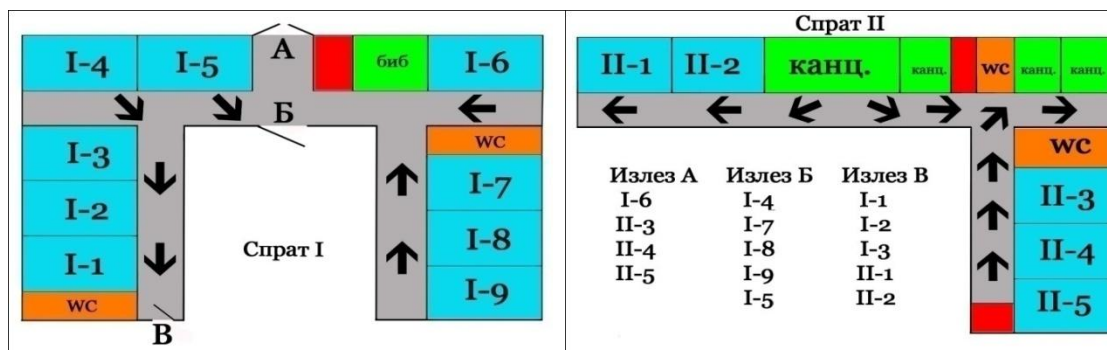 А
I-4 I-5 биб I-6
Б
I-3
wc
I-7
I-2
I-8
Спрат I
I-1
I-9
wc
В
Спрат II
II-1 II-2 канц. канц. wc канц. канц.
wc
Излез А Излез Б Излез В
I-6 I-4 I-1
II-3 I-7 I-2
II-4 I-8 I-3
II-5 I-9 II-1
I-5 II-2
II-3
II-4
II-5